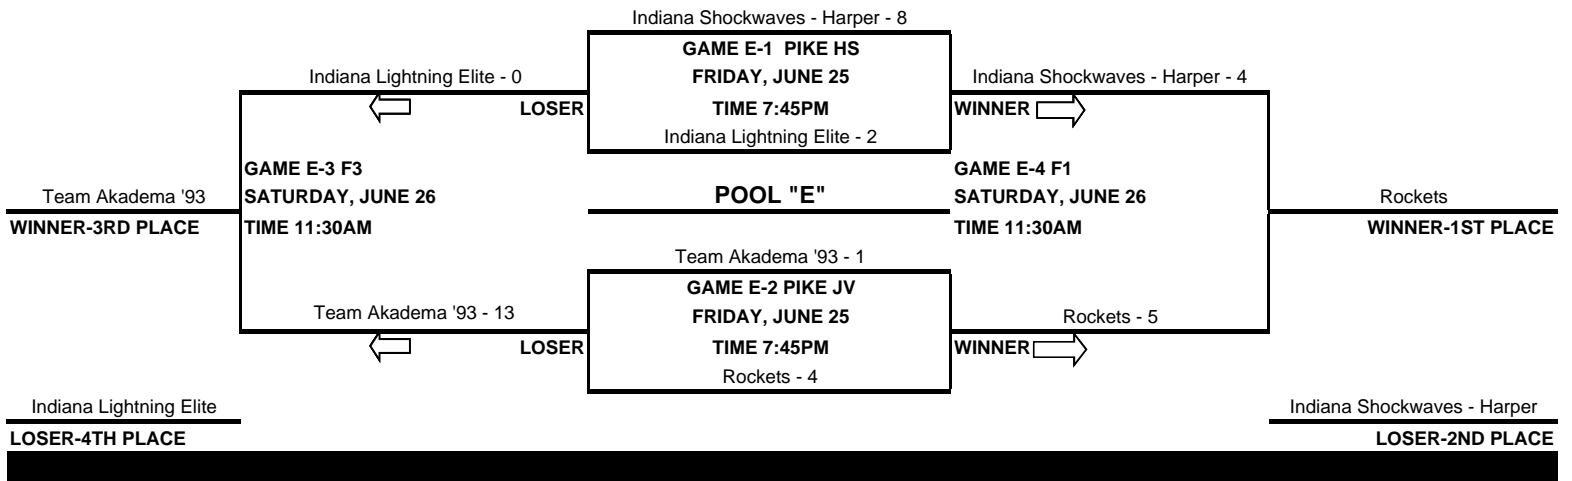 Indiana Shockwaves - Harper - 8
GAME E-1 PIKE HS
Indiana Lightning Elite - 0
FRIDAY, JUNE 25
Indiana Shockwaves - Harper - 4
LOSER
TIME 7:45PM
WINNER
Indiana Lightning Elite - 2
GAME E-3 F3
GAME E-4 F1
Team Akadema '93
SATURDAY, JUNE 26
POOL "E"
SATURDAY, JUNE 26
Rockets
WINNER-3RD PLACE
TIME 11:30AM
TIME 11:30AM
WINNER-1ST PLACE
Team Akadema '93 - 1
GAME E-2 PIKE JV
Team Akadema '93 - 13
FRIDAY, JUNE 25
Rockets - 5
LOSER
TIME 7:45PM
WINNER
Rockets - 4
Indiana Lightning Elite
Indiana Shockwaves - Harper
LOSER-4TH PLACE
LOSER-2ND PLACE